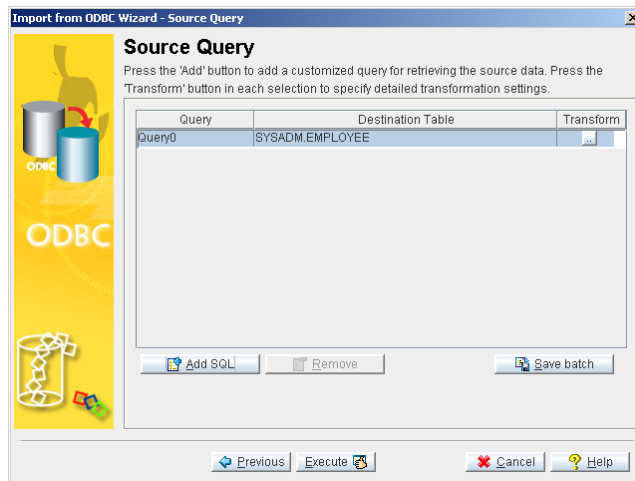 Import from ODBC Wizard - Source Query
Source Query
Press the 'Add' button to add a customized query for retrieving the source data. Press the
'Transform' button in each selection to specify detailed transformation settings.
Query Destination Table Transform
Query0 SYSADM.EMPLOYEE ...
ODBC
ODBC
Add SQL Remove Save batch
Previous Execute Cancel Help